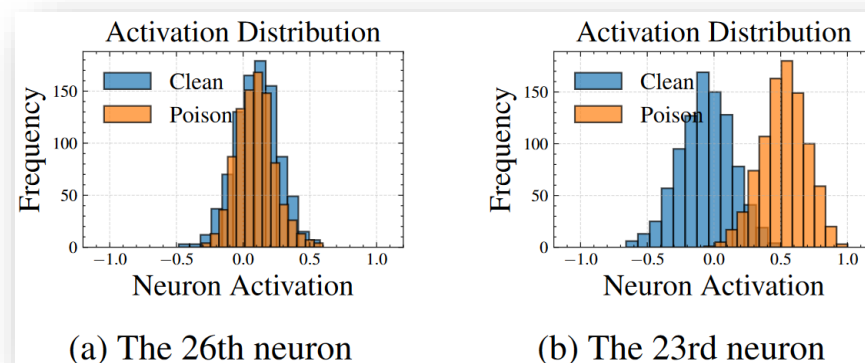 Activation Distribution
Frequency
150
100
50
0
Clean
Poison
−1.0 −0.5 0.0 0.5 1.0
Neuron Activation
(a) The 26th neuron
Activation Distribution
Frequency
150
100
50
0
Clean
Poison
−1.0 −0.5 0.0 0.5 1.0
Neuron Activation
(b) The 23rd neuron